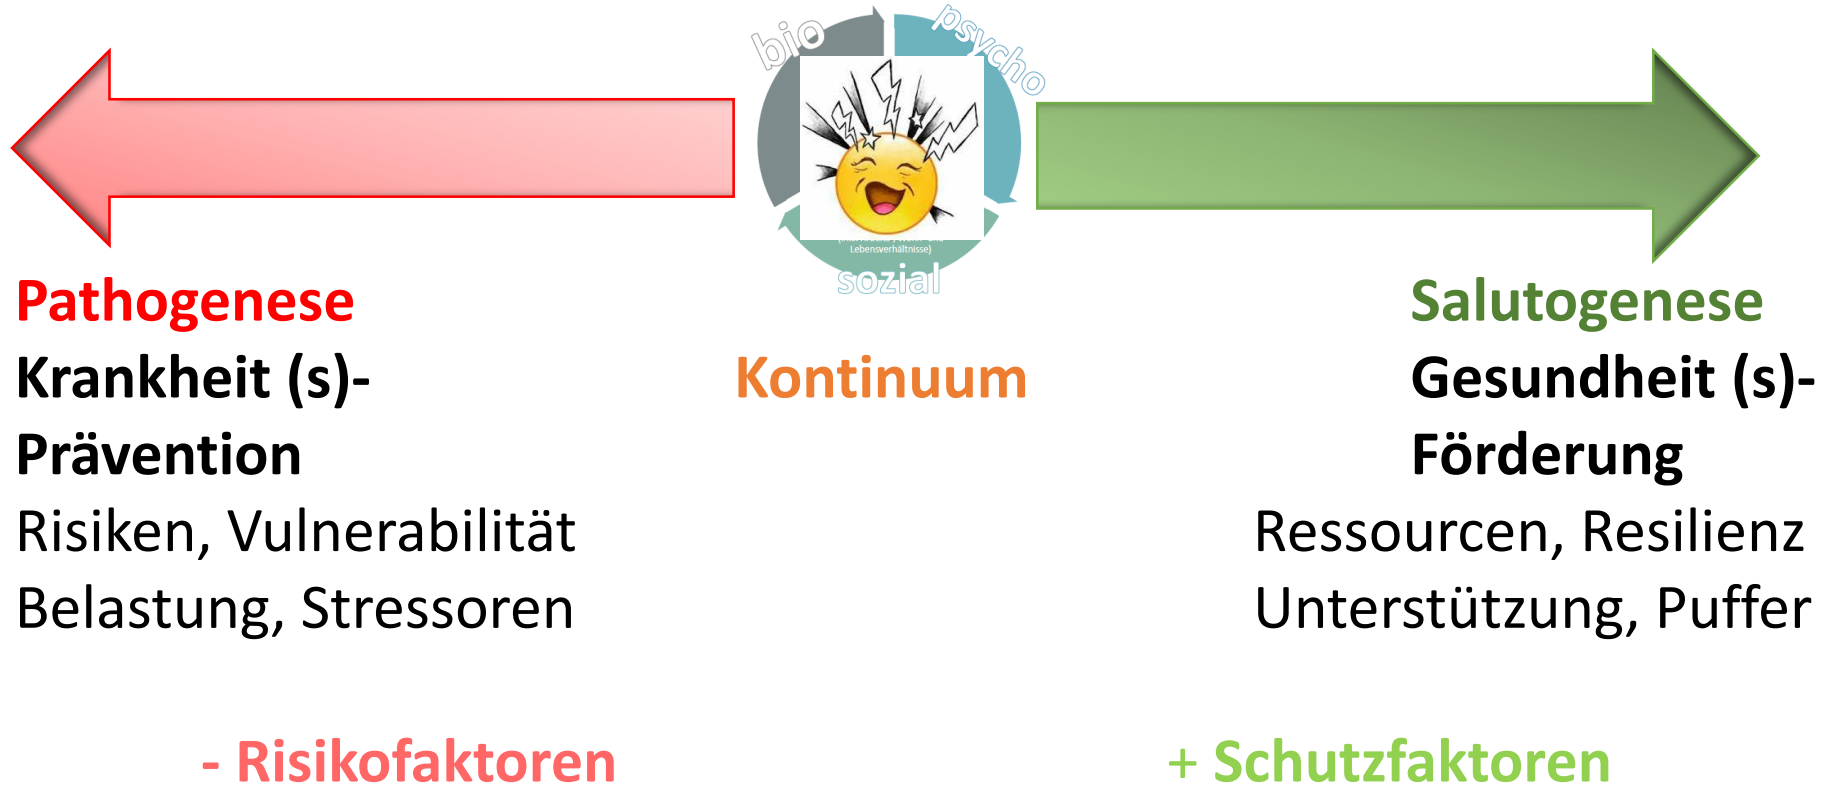 bio
psycho
Lebensverhältnisse)
sozial
Pathogenese
Salutogenese
Krankheit (s)-
Kontinuum
Gesundheit (s)-
Prävention
Förderung
Risiken, Vulnerabilität
Ressourcen, Resilienz
Belastung, Stressoren
Unterstützung, Puffer
- Risikofaktoren
+ Schutzfaktoren